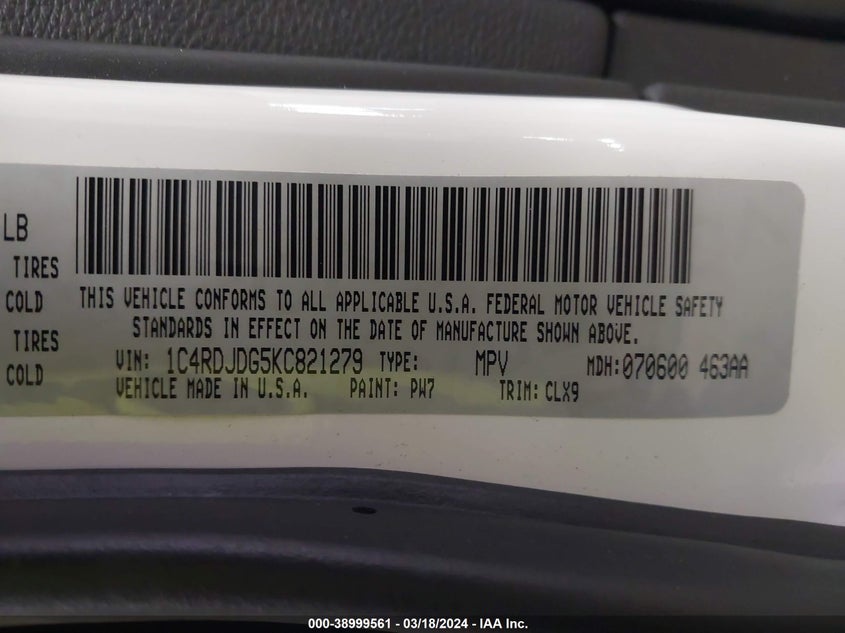 LB
TIRES
COLD
TIRES
COLD
THIS VEHICLE CONFORMS TO ALL APPLICABLE U.S.A. FEDERAL MOTOR VEHICLE SAFETY
STANDARDS IN EFFECT ON THE DATE OF MANUFACTURE SHOWN ABOVE.
VIN: 1C4RDJDG5KC821279 TYPE: MPV MDH: 070600 463AA
VEHICLE MADE IN U.S.A. PAINT: PW7 TRIM: CLX9
000-38999561 - 03/18/2024 - IAA Inc.